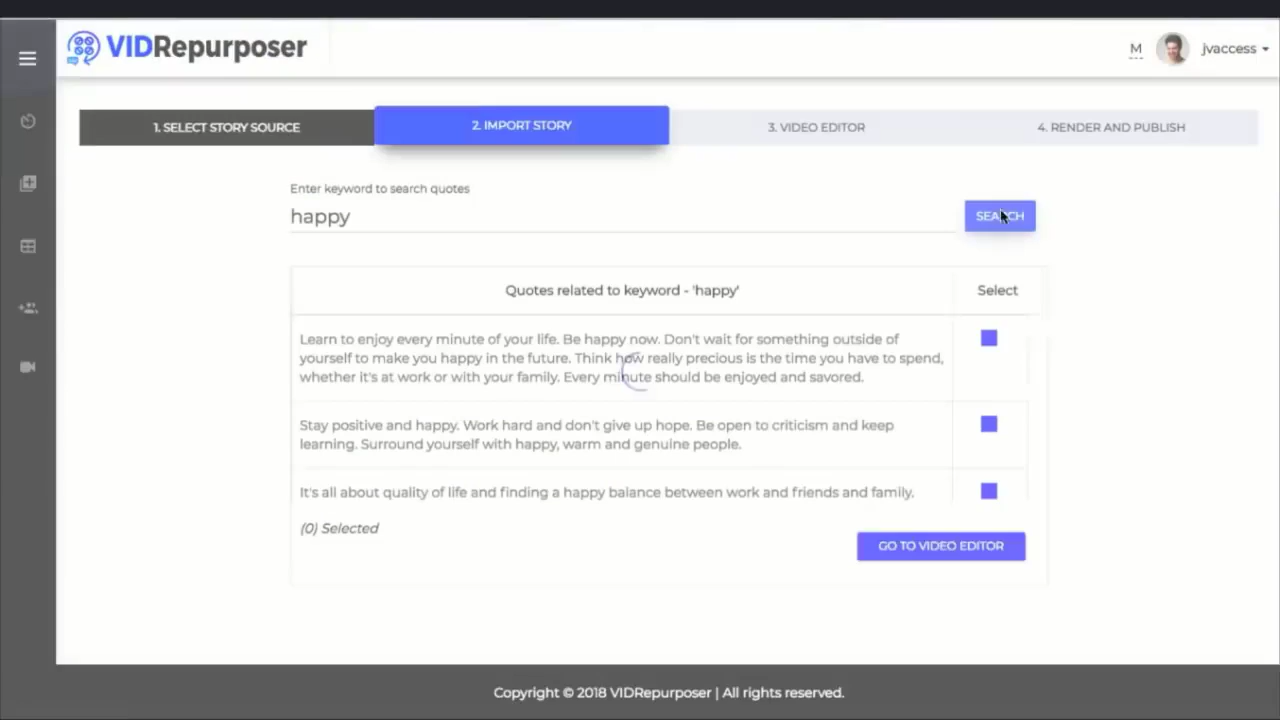 VIDRepurposer
M
jvaccess
1. SELECT STORY SOURCE
2. IMPORT STORY
3. VIDEO EDITOR
4. RENDER AND PUBLISH
Enter keyword to search quotes
happy
SEARCH
Quotes related to keyword - 'happy'
Select
Learn to enjoy every minute of your life. Be happy now. Don't wait for something outside of
yourself to make you happy in the future. Think how really precious is the time you have to spend,
whether it's at work or with your family. Every minute should be enjoyed and savored.
Stay positive and happy. Work hard and don't give up hope. Be open to criticism and keep
learning. Surround yourself with happy, warm and genuine people.
It's all about quality of life and finding a happy balance between work and friends and family.
(0) Selected
GO TO VIDEO EDITOR
Copyright © 2018 VIDRepurposer | All rights reserved.